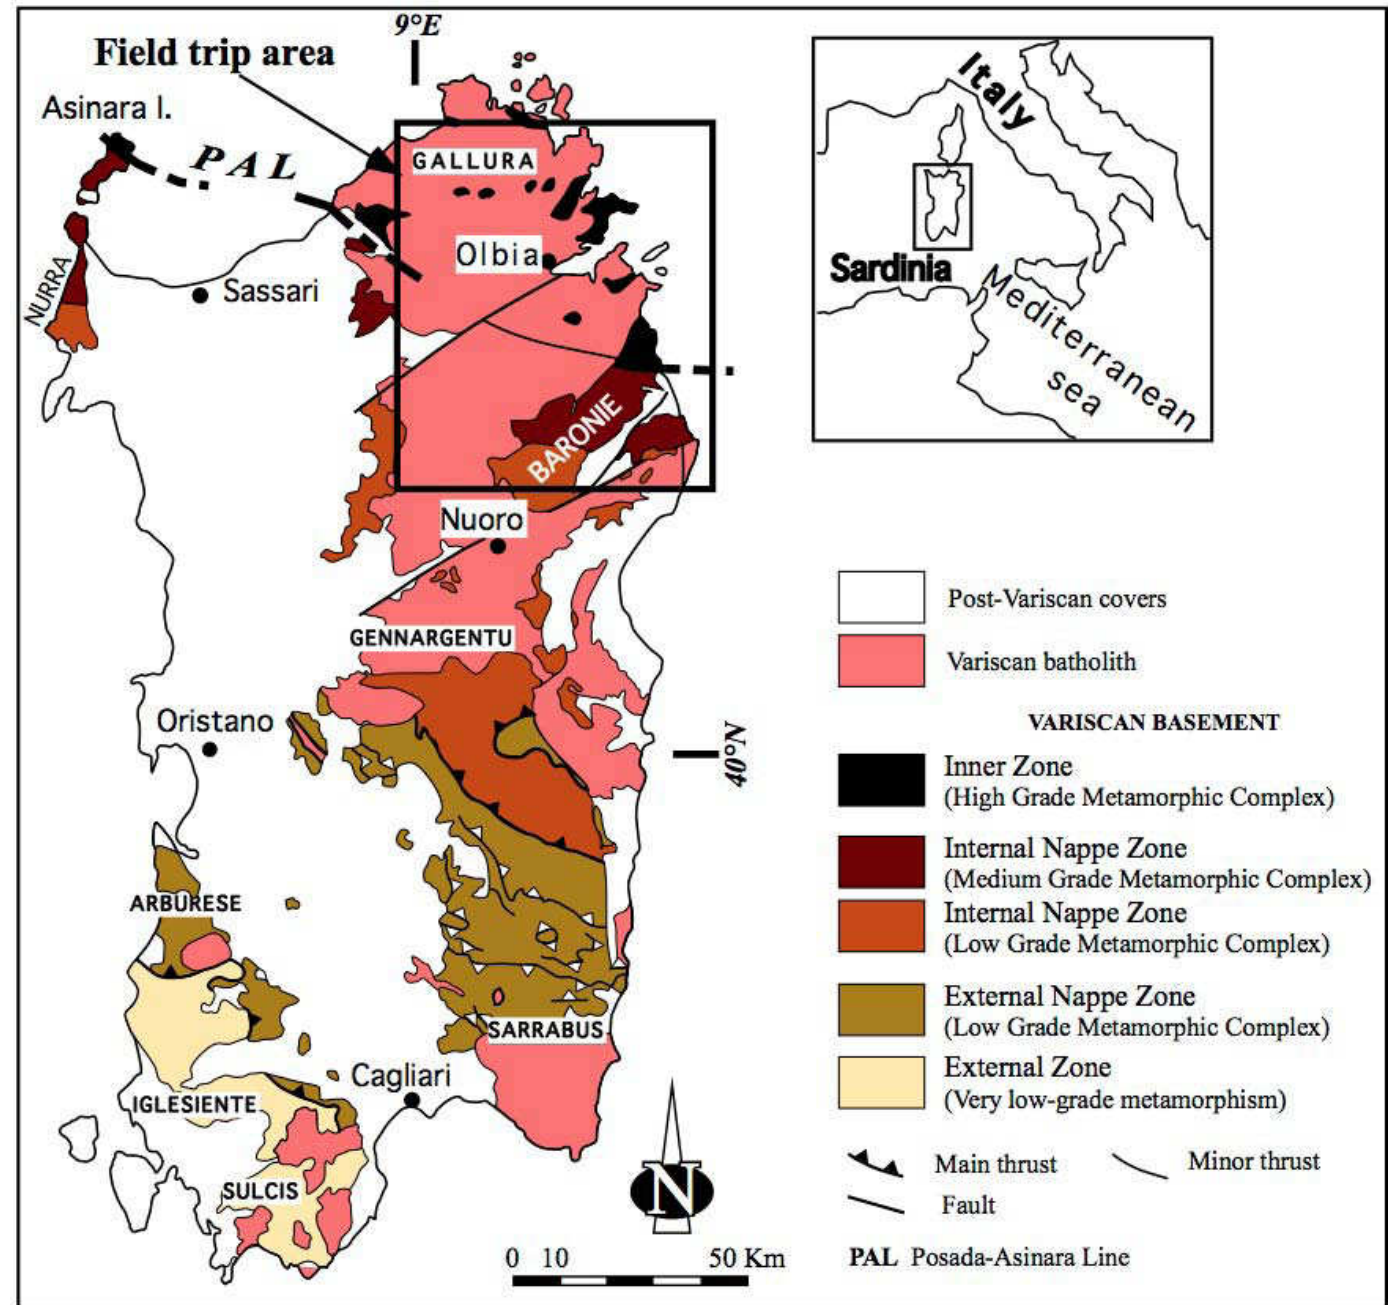 9°E
Field trip area
Asinara I.
PAL
GALLURA
Olbia
NURRA
Sassari
BARONIE
Nuoro
GENNARGENTU
Oristano
40°N
ARBURESE
SARRABUS
Cagliari
IGLESIENTE
SULCIS
N
0 10 50 Km
Italy
Sardinia
Mediterranean
sea
Post-Variscan covers
Variscan batholith
VARISCAN BASEMENT
Inner Zone
(High Grade Metamorphic Complex)
Internal Nappe Zone
(Medium Grade Metamorphic Complex)
Internal Nappe Zone
(Low Grade Metamorphic Complex)
External Nappe Zone
(Low Grade Metamorphic Complex)
External Zone
(Very low-grade metamorphism)
Main thrust
Minor thrust
Fault
PAL Posada-Asinara Line